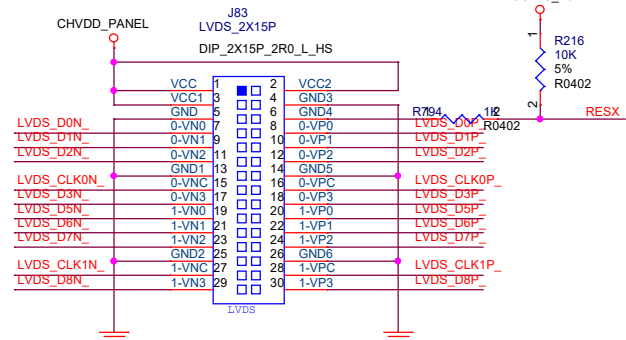 J83
LVDS_2X15P
CHVDD_PANEL
DIP_2X15P_2R0_L_HS
1
R216
10K
5%
R0402
2
VCC 1 2 VCC2
VCC1 3 4 GND3
GND 5 6 GND4 R794 1K 2 RESX
LVDS_D0N_ 0-VN0 7 8 0-VP0 LVDS_D0P_ R0402
LVDS_D1N_ 0-VN1 9 10 0-VP1 LVDS_D1P_
LVDS_D2N_ 0-VN2 11 12 0-VP2 LVDS_D2P_
GND1 13 14 GND5
LVDS_CLK0N_ 0-VNC 15 16 0-VPC LVDS_CLK0P_
LVDS_D3N_ 0-VN3 17 18 0-VP3 LVDS_D3P_
LVDS_D5N_ 1-VN0 19 20 1-VP0 LVDS_D5P_
LVDS_D6N_ 1-VN1 21 22 1-VP1 LVDS_D6P_
LVDS_D7N_ 1-VN2 23 24 1-VP2 LVDS_D7P_
GND2 25 26 GND6
LVDS_CLK1N_ 1-VNC 27 28 1-VPC LVDS_CLK1P_
LVDS_D8N_ 1-VN3 29 30 1-VP3 LVDS_D8P_
LVDS